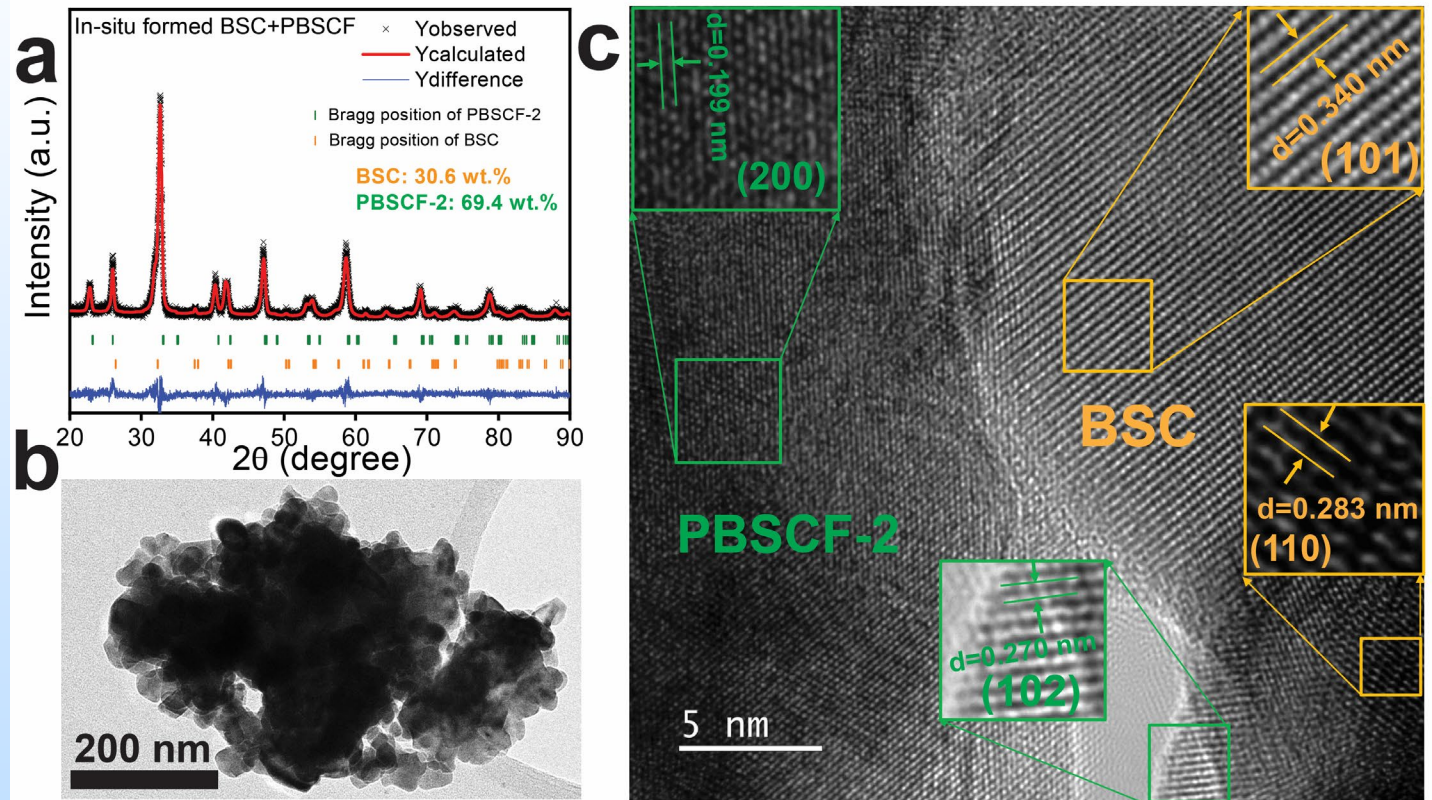 a
In-situ formed BSC+PBSCF
Yobserved
Ycalculated
Ydifference
Bragg position of PBSCF-2
Bragg position of BSC
BSC: 30.6 wt.%
PBSCF-2: 69.4 wt.%
Intensity (a.u.)
20 30 40 50 60 70 80 90
2θ (degree)
b
200 nm
c
d=0.199 nm
(200)
d=0.340 nm
(101)
BSC
d=0.283 nm
(110)
PBSCF-2
d=0.270 nm
(102)
5 nm